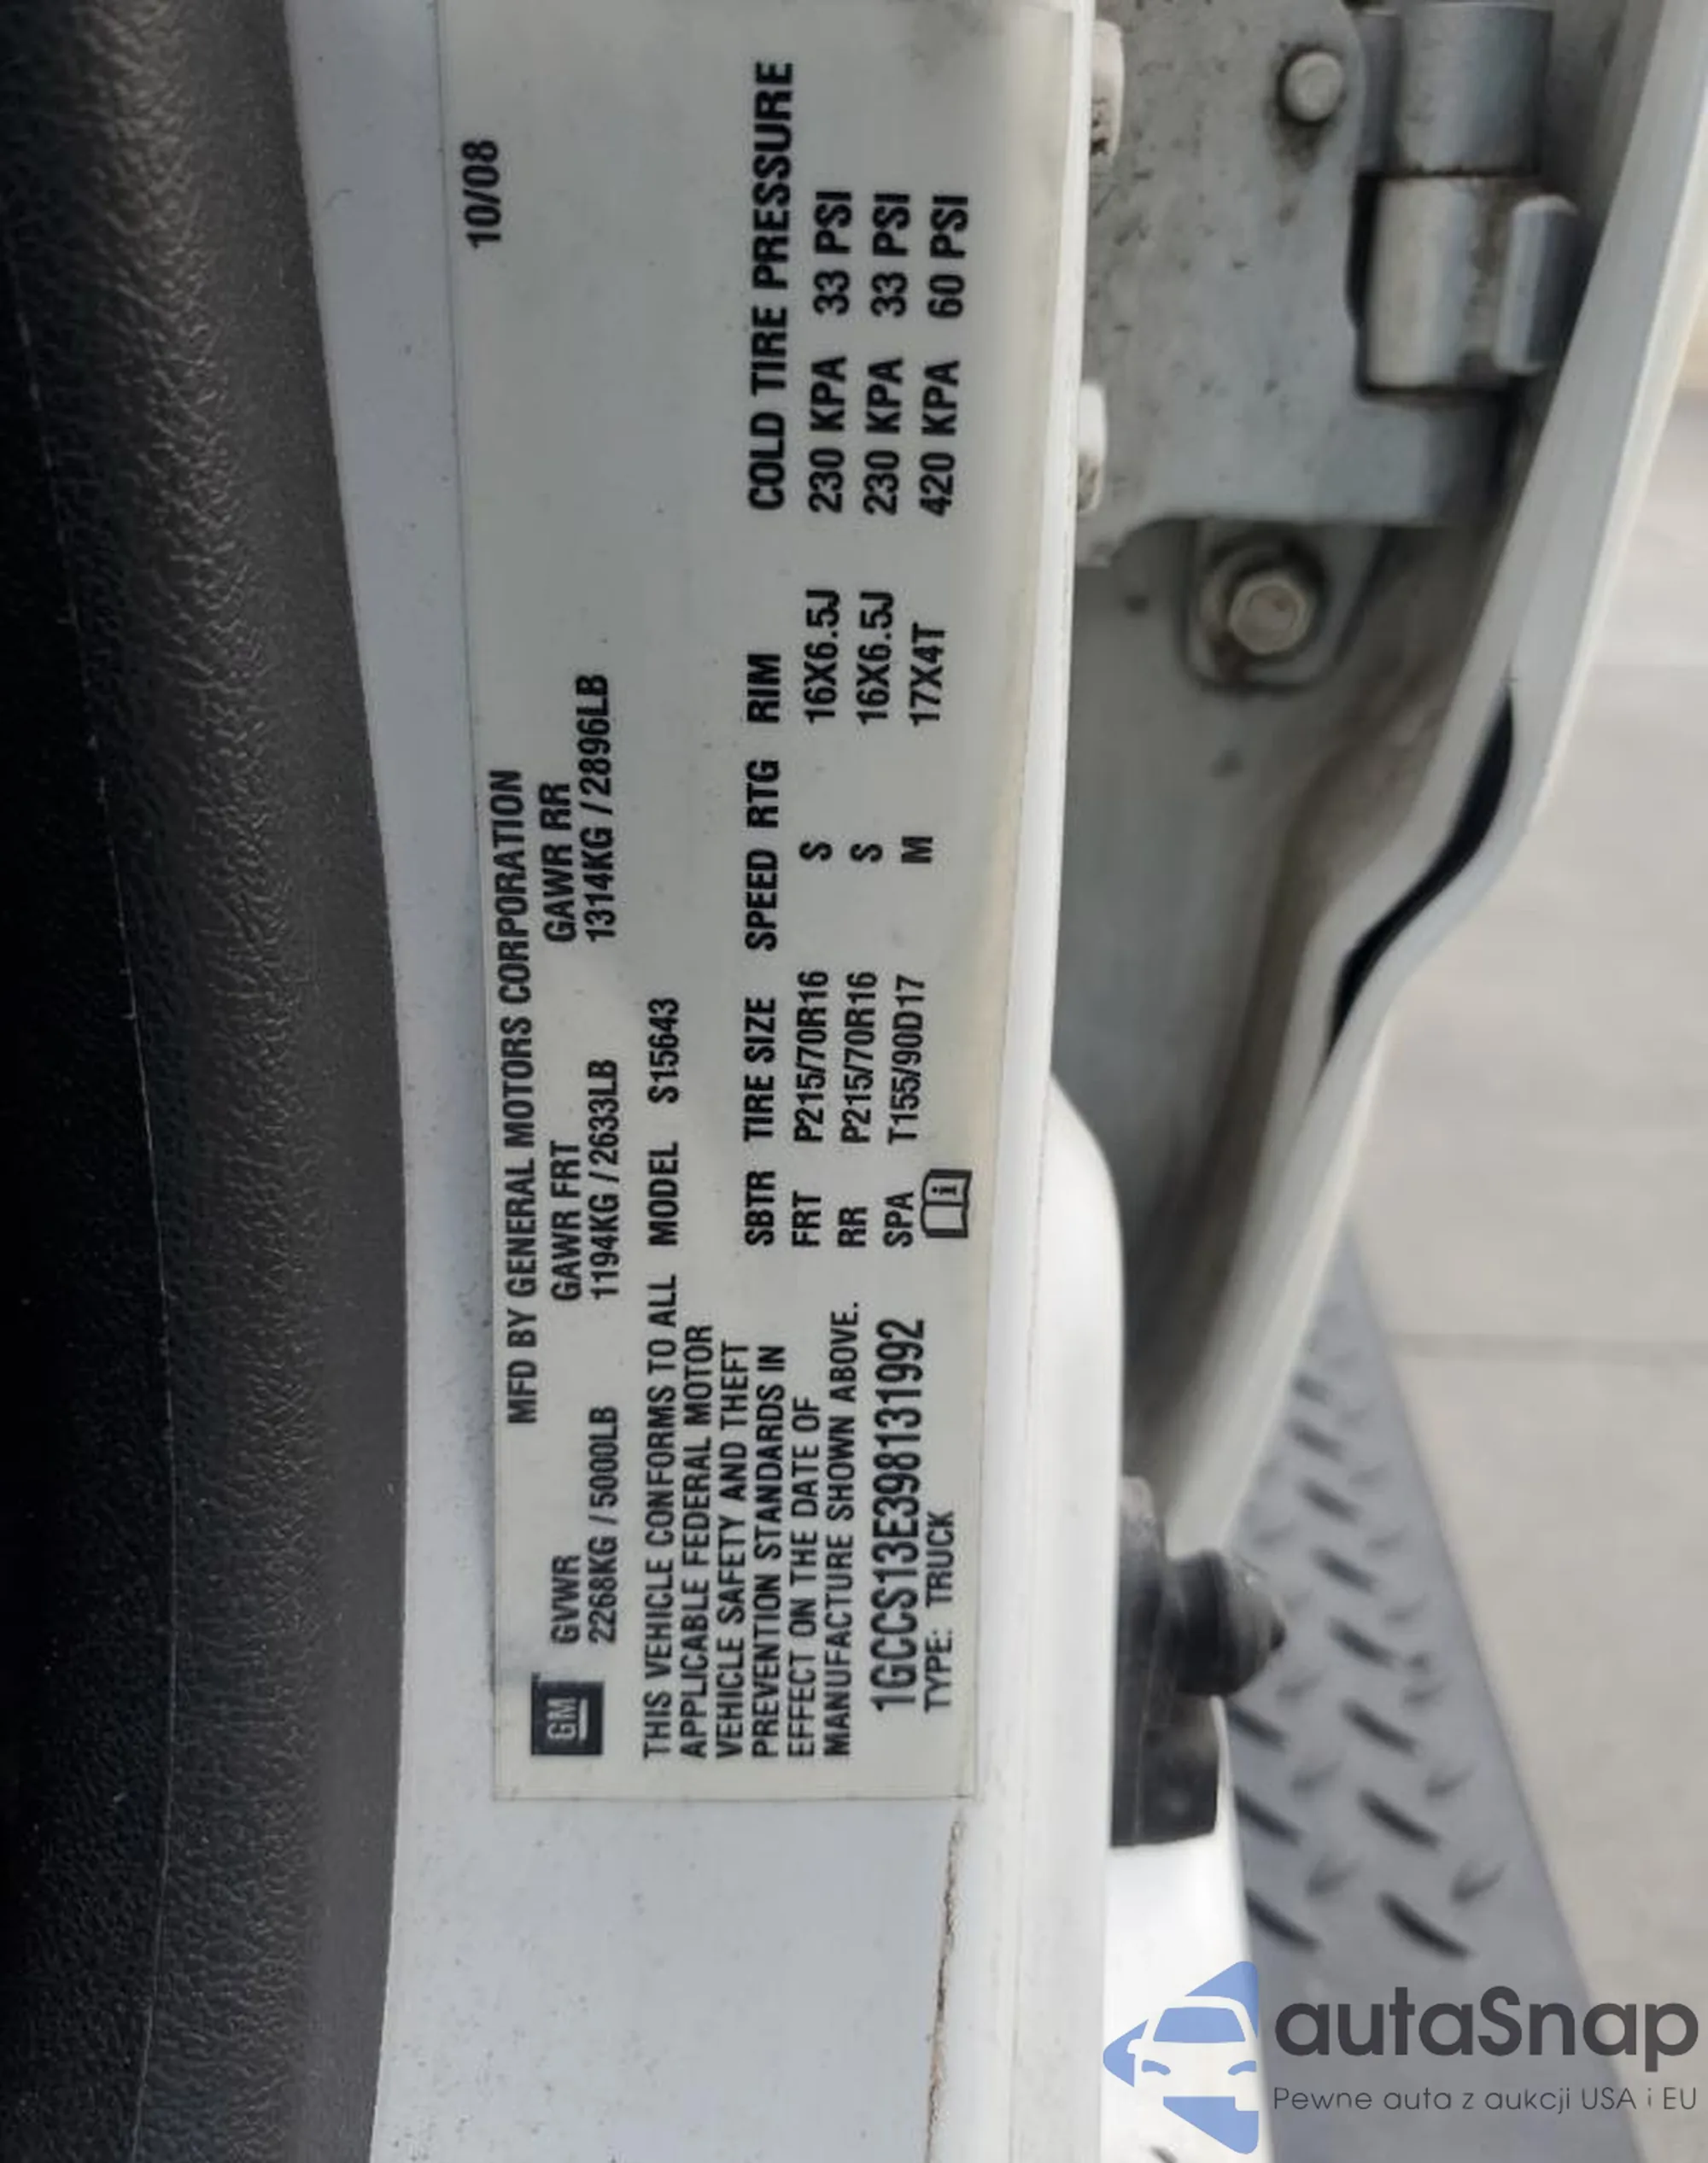 10/08
MFD BY GENERAL MOTORS CORPORATION
GM
GVWR GAWR FRT GAWR RR
2268KG / 5000LB 1194KG / 2633LB 1314KG / 2896LB
THIS VEHICLE CONFORMS TO ALL
APPLICABLE FEDERAL MOTOR
VEHICLE SAFETY AND THEFT
PREVENTION STANDARDS IN
EFFECT ON THE DATE OF
MANUFACTURE SHOWN ABOVE.
1GCCS13E398131992
TYPE: TRUCK
MODEL S15643
SBTR TIRE SIZE SPEED RTG RIM COLD TIRE PRESSURE
FRT P215/70R16 S 16X6.5J 230 KPA 33 PSI
RR P215/70R16 S 16X6.5J 230 KPA 33 PSI
SPA T155/90D17 M 17X4T 420 KPA 60 PSI
i
autaSnap
Pewne auta z aukcji USA i EU